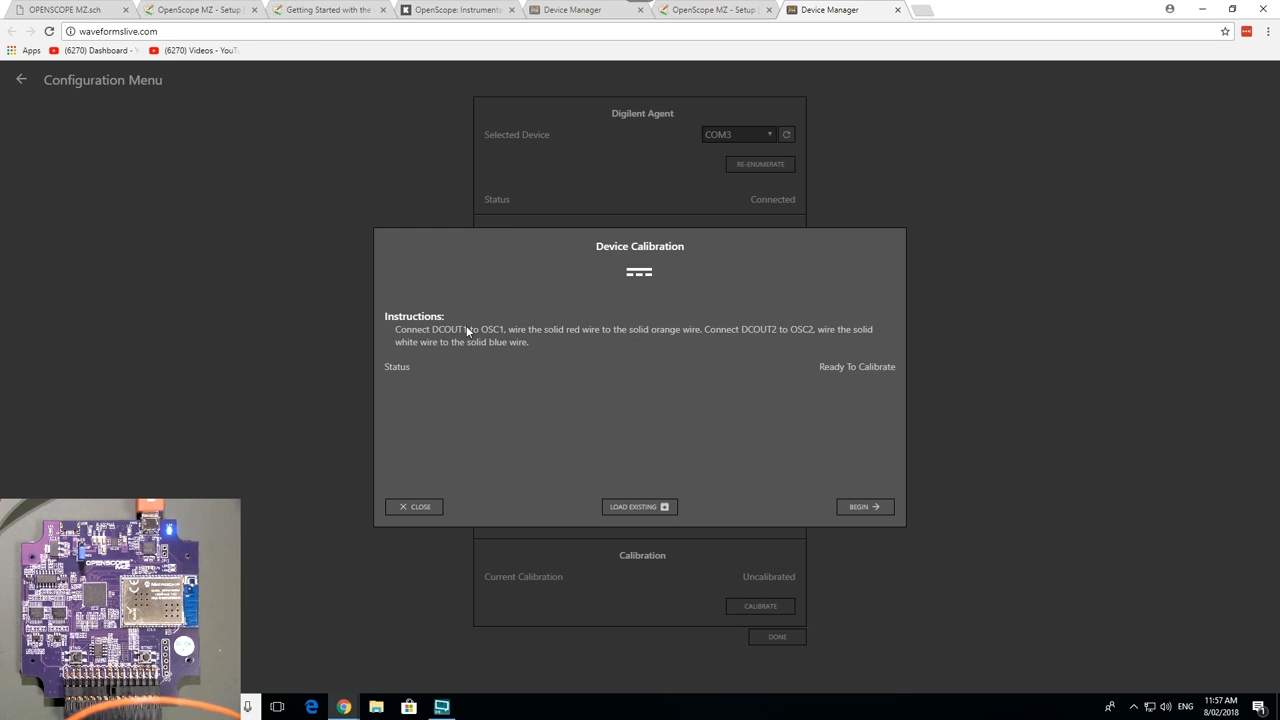 OPENSCOPE MZ.sch
OpenScope MZ - Setup
Getting Started with the
OpenScope: Instrumenta
Device Manager
OpenScope MZ - Setup
Device Manager
waveformslive.com
Apps
(6270) Dashboard - Y
(6270) Videos - YouT
Configuration Menu
Digilent Agent
Selected Device
COM3
RE-ENUMERATE
Status
Connected
Device Calibration
Instructions:
Connect DCOUT1 to OSC1, wire the solid red wire to the solid orange wire. Connect DCOUT2 to OSC2, wire the solid
white wire to the solid blue wire.
Status
Ready To Calibrate
CLOSE
LOAD EXISTING
BEGIN
Calibration
Current Calibration
Uncalibrated
CALIBRATE
DONE
OPENSCOPE
ENG
11:57 AM
8/02/2018